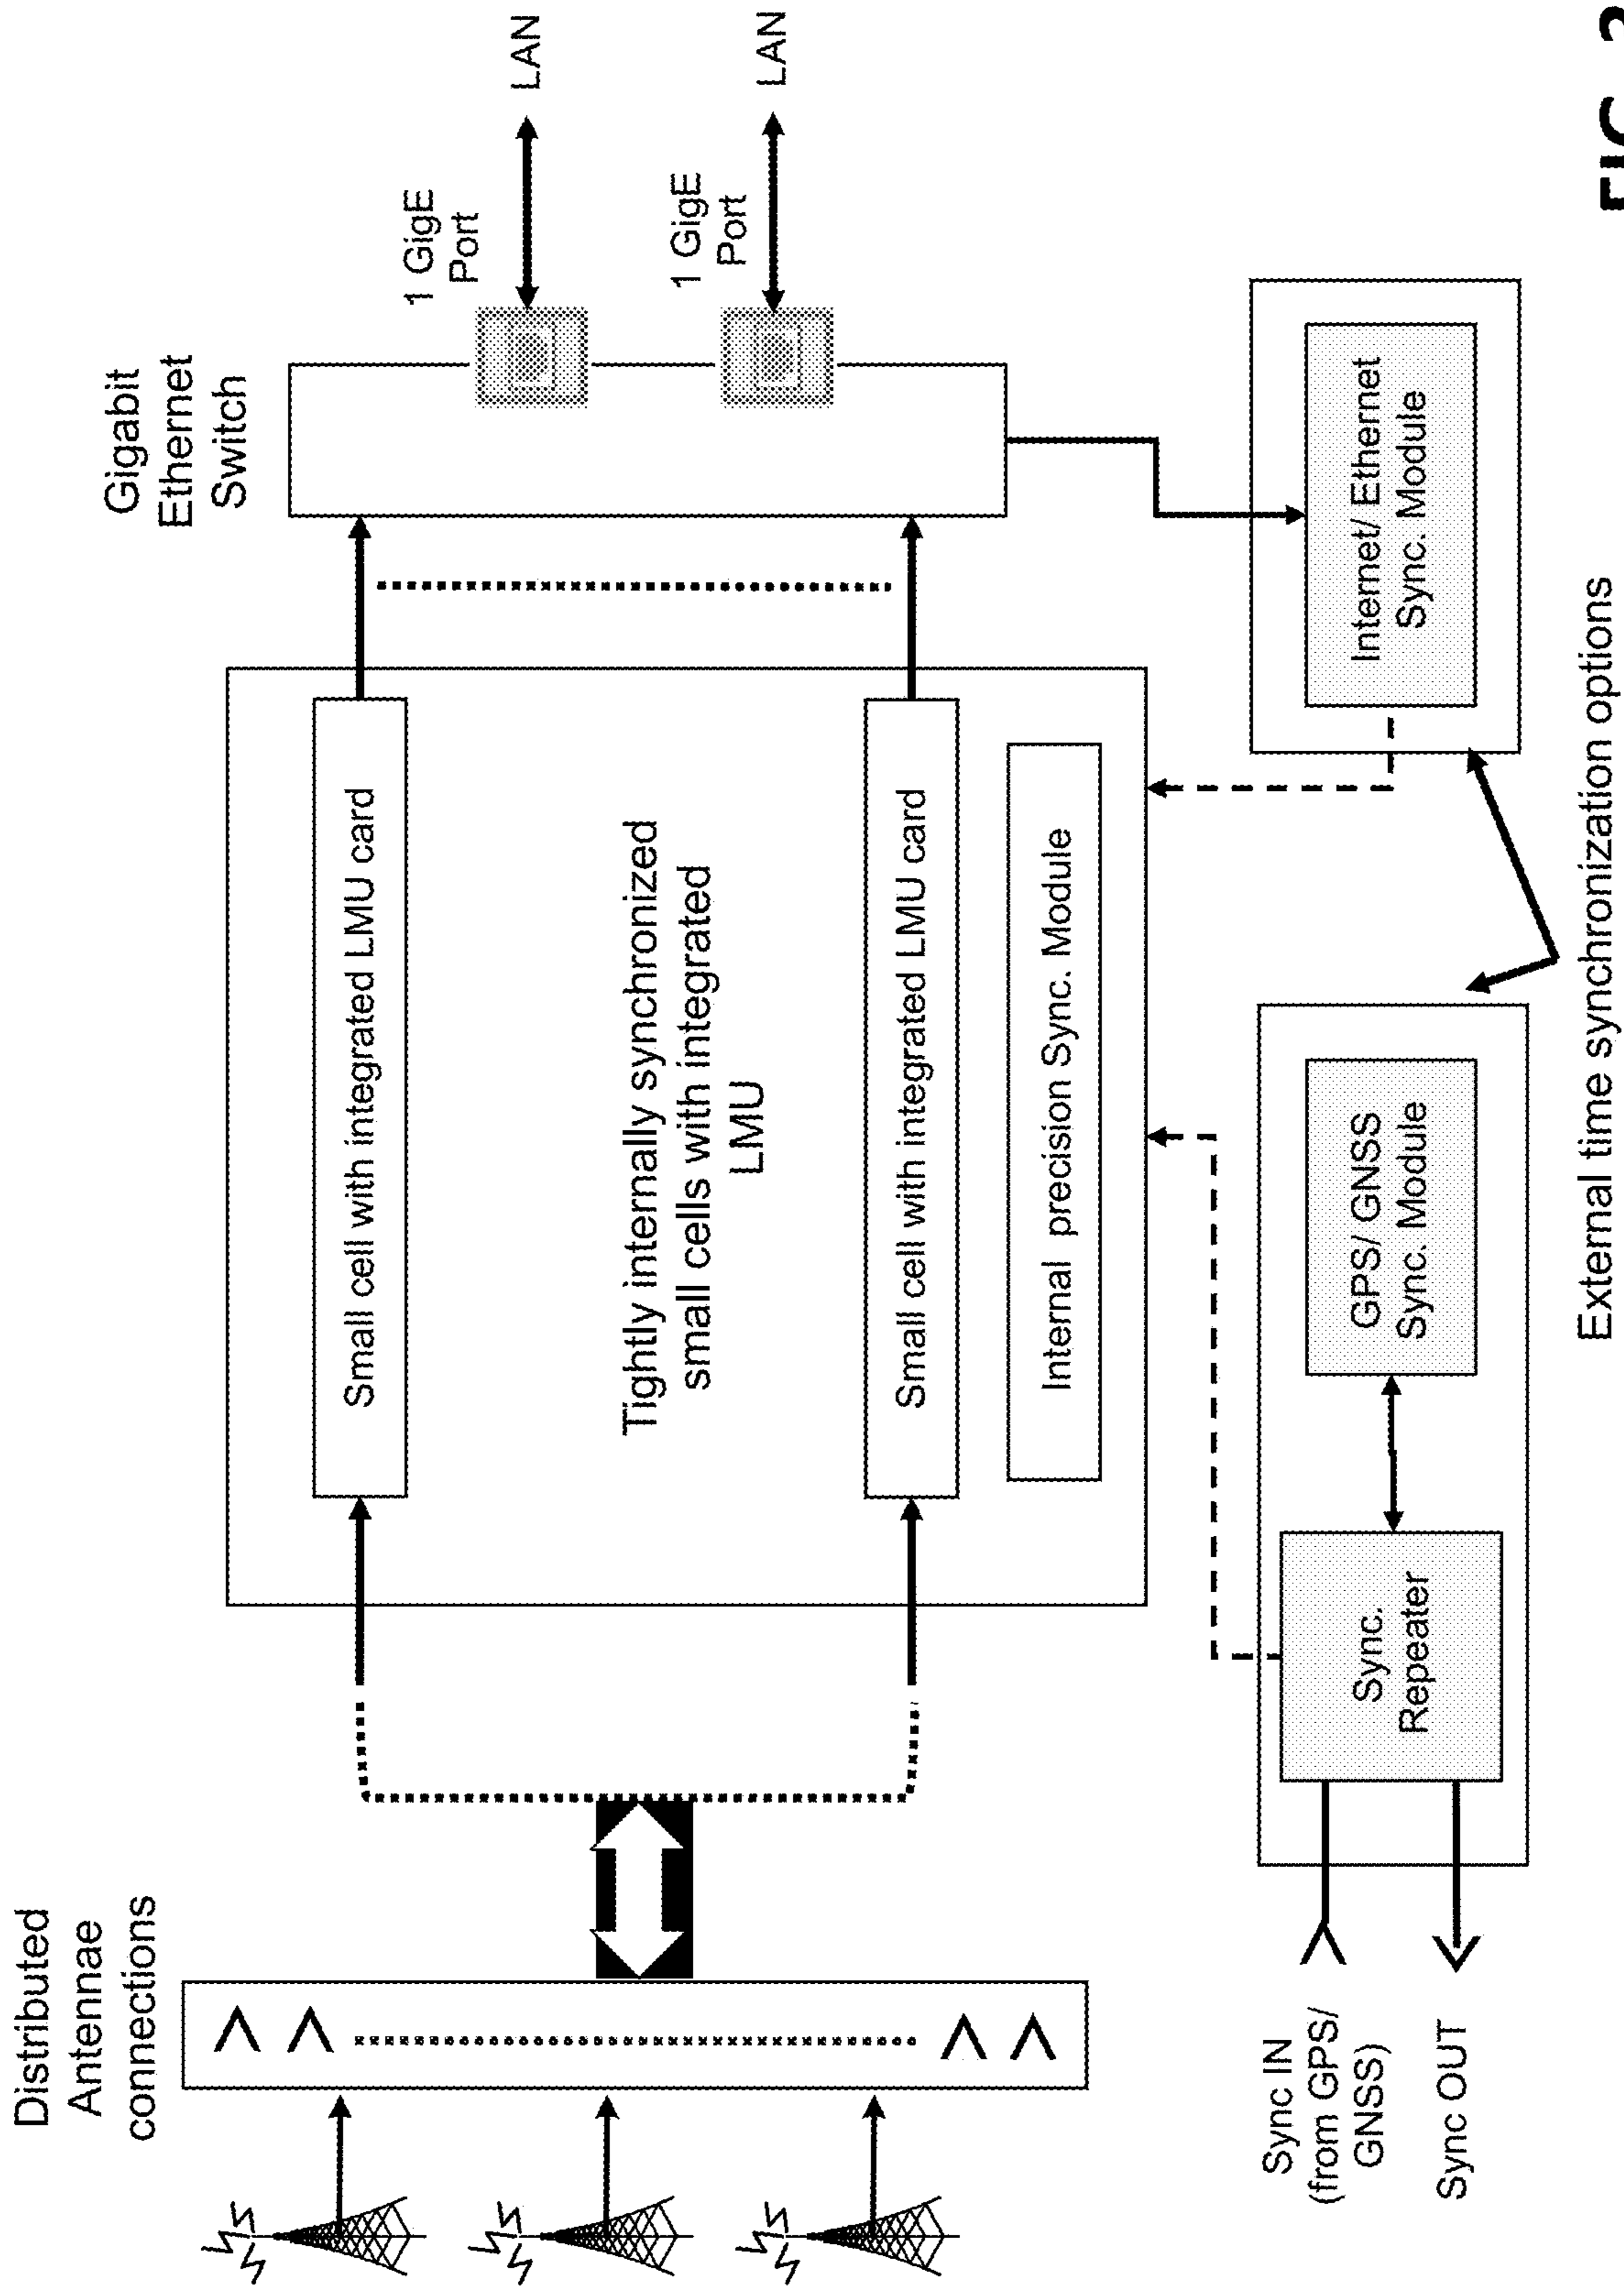 Distributed
Antennae
connections
Gigabit
Ethernet
Switch
Small cell with integrated LMU card
1 GigE
Port
LAN
Tightly internally synchronized
small cells with integrated
LMU
1 GigE
Port
LAN
Small cell with integrated LMU card
Internal precision Sync. Module
Sync IN
(from GPS/
GNSS)
Sync OUT
Sync.
Repeater
GPS/ GNSS
Sync. Module
Internet/ Ethernet
Sync. Module
External time synchronization options
FIG.